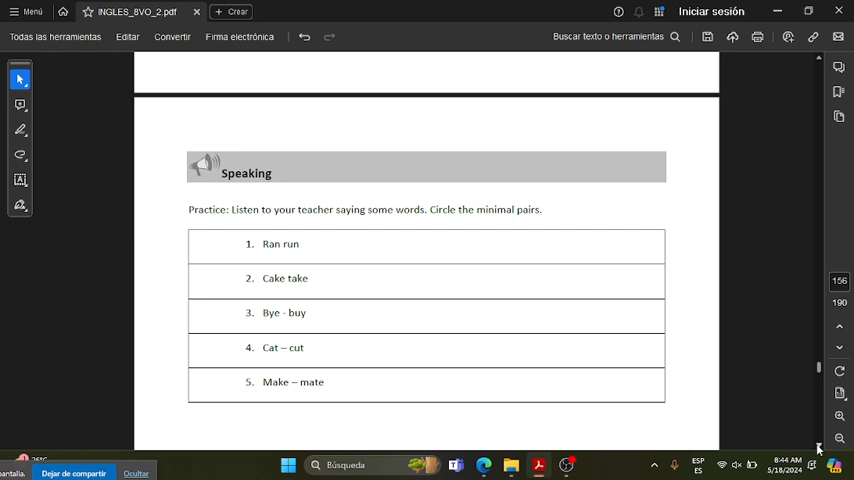 Menú
INGLES_8VO_2.pdf
Crear
Iniciar sesión
Todas las herramientas
Editar
Convertir
Firma electrónica
Buscar texto o herramientas
Speaking
Practice: Listen to your teacher saying some words. Circle the minimal pairs.
1. Ran run
2. Cake take
3. Bye - buy
4. Cat – cut
5. Make – mate
156
190
pantalla.
Dejar de compartir
Ocultar
Búsqueda
ESP
ES
8:44 AM
5/18/2024